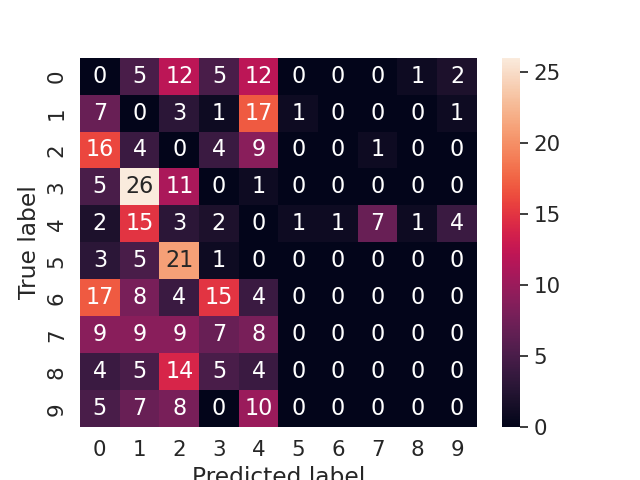 0 0 5 12 5 12 0 0 0 1 2
1 7 0 3 1 17 1 0 0 0 1
2 16 4 0 4 9 0 0 1 0 0
3 5 26 11 0 1 0 0 0 0 0
4 2 15 3 2 0 1 1 7 1 4
5 3 5 21 1 0 0 0 0 0 0
6 17 8 4 15 4 0 0 0 0 0
7 9 9 9 7 8 0 0 0 0 0
8 4 5 14 5 4 0 0 0 0 0
9 5 7 8 0 10 0 0 0 0 0
0 1 2 3 4 5 6 7 8 9
Predicted label
True label
25
20
15
10
5
0